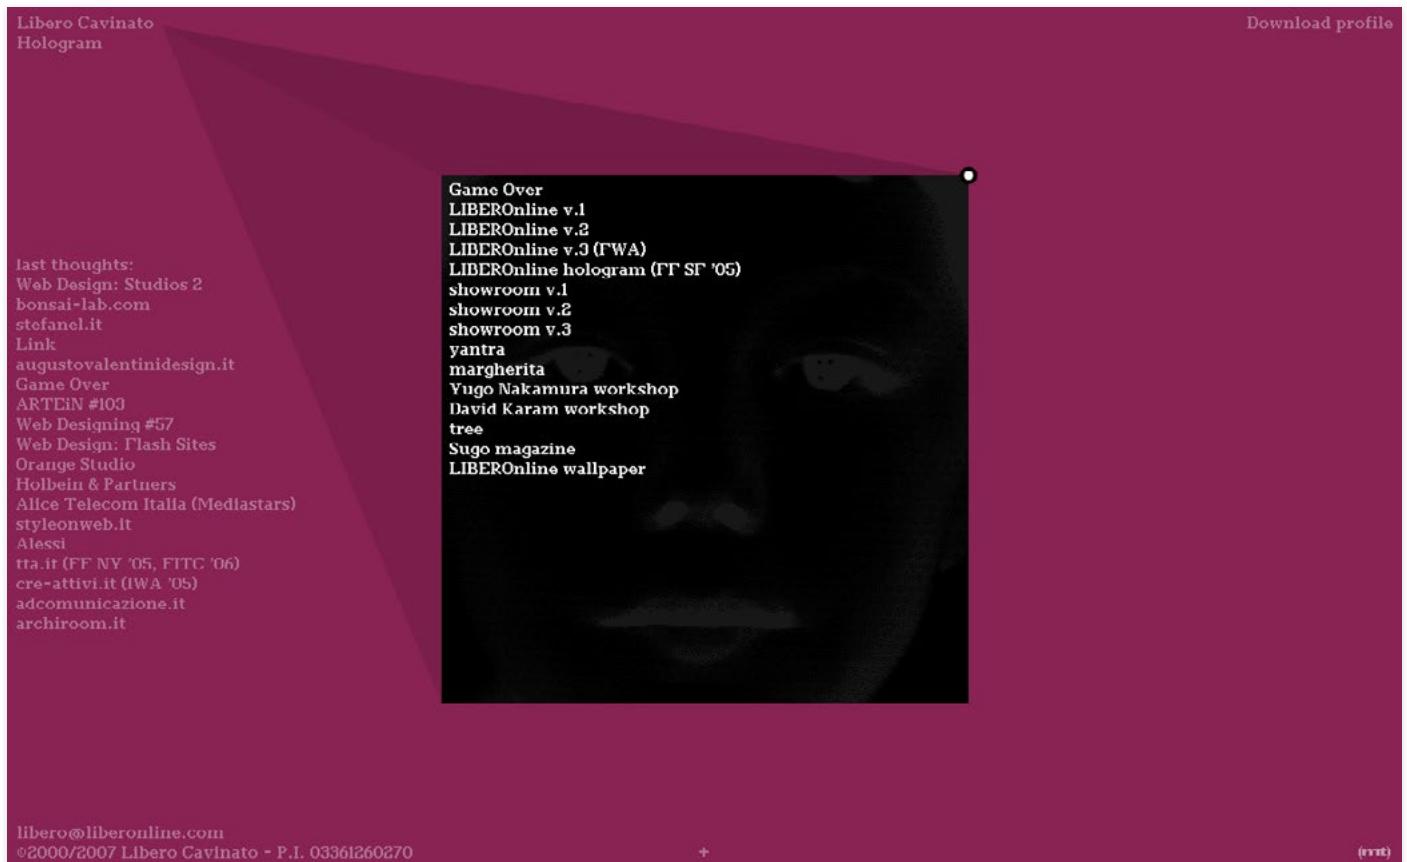 Libero Cavinato
Hologram
Download profile
Game Over
LIBEROnline v.1
LIBEROnline v.2
LIBEROnline v.3 (FWA)
LIBEROnline hologram (FF SF '05)
showroom v.1
showroom v.2
showroom v.3
yantra
margherita
Yugo Nakamura workshop
David Karam workshop
tree
Sugo magazine
LIBEROnline wallpaper
last thoughts:
Web Design: Studios 2
bonsai-lab.com
stefanel.it
Link
augustovalentinidesign.it
Game Over
ARTEiN #103
Web Designing #57
Web Design: Flash Sites
Orange Studio
Holbein & Partners
Alice Telecom Italia (Mediastars)
styleonweb.it
Alessi
tta.it (FF NY '05, FITC '06)
cre-attivi.it (IWA '05)
adcomunicazione.it
archiroom.it
libero@liberonline.com
©2000/2007 Libero Cavinato - P.I. 03361260270
+
(mt)